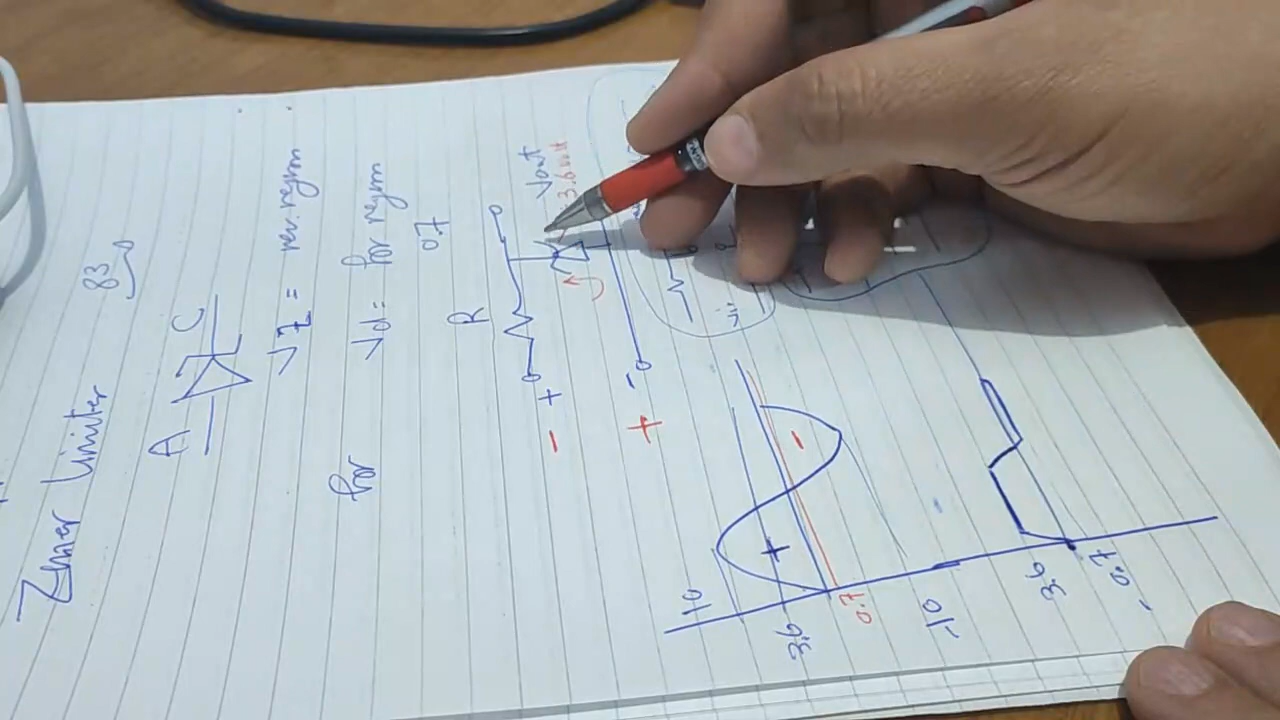 Zener Limiter
83
A C
VZ = rev. region
for Vd = for region
0.7
R
Vout
3.6 volt
+ -
- +
Vi
10
3.6
0.7
-10
+
-
3.6
-0.7